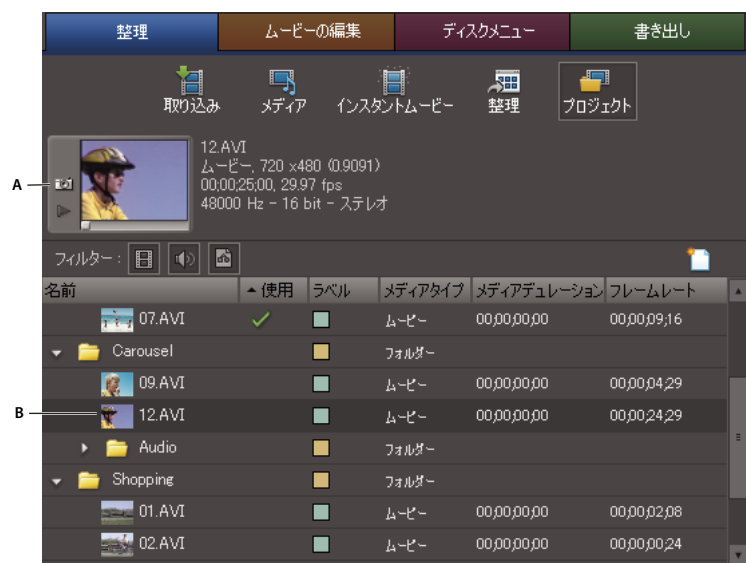 整理 ムービーの編集 ディスクメニュー 書き出し
取り込み メディア インスタントムービー 整理 プロジェクト
A
12.AVI
ムービー, 720 x480 (0.9091)
00;00;25;00, 29.97 fps
48000 Hz - 16 bit - ステレオ
フィルター :
名前 使用 ラベル メディアタイプ メディアデュレーション フレームレート
07.AVI ムービー 00;00;00;00 00;00;09;16
Carousel フォルダー
09.AVI ムービー 00;00;00;00 00;00;04;29
B
12.AVI ムービー 00;00;00;00 00;00;24;29
Audio フォルダー
Shopping フォルダー
01.AVI ムービー 00;00;00;00 00;00;02;08
02.AVI ムービー 00;00;00;00 00;00;00;24